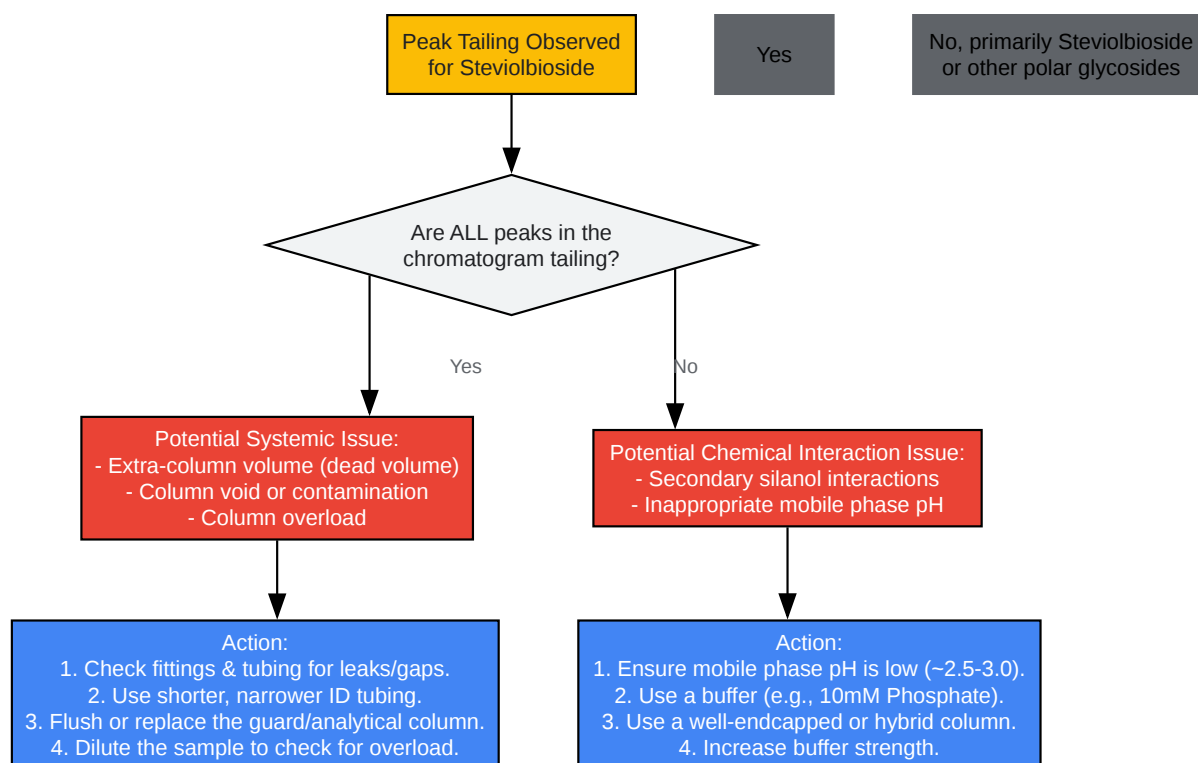 Peak Tailing Observed
for Steviolbioside
Yes
No, primarily Steviolbioside
or other polar glycosides
Are ALL peaks in the
chromatogram tailing?
Yes
No
Potential Systemic Issue:
- Extra-column volume (dead volume)
- Column void or contamination
- Column overload
Potential Chemical Interaction Issue:
- Secondary silanol interactions
- Inappropriate mobile phase pH
Action:
1. Check fittings & tubing for leaks/gaps.
2. Use shorter, narrower ID tubing.
3. Flush or replace the guard/analytical column.
4. Dilute the sample to check for overload.
Action:
1. Ensure mobile phase pH is low (~2.5-3.0).
2. Use a buffer (e.g., 10mM Phosphate).
3. Use a well-endcapped or hybrid column.
4. Increase buffer strength.